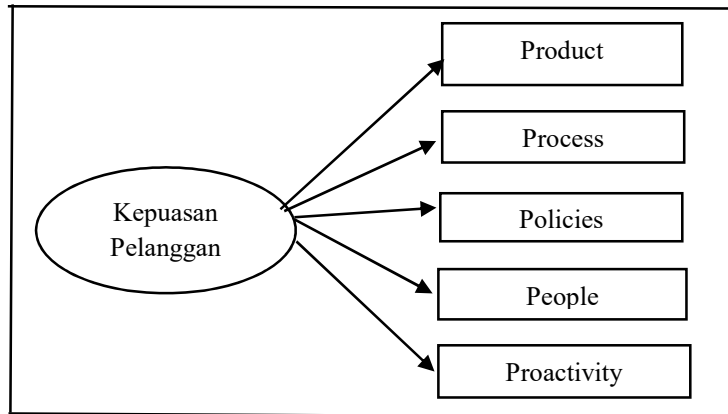 Product
Process
Kepuasan
Pelanggan
Policies
People
Proactivity